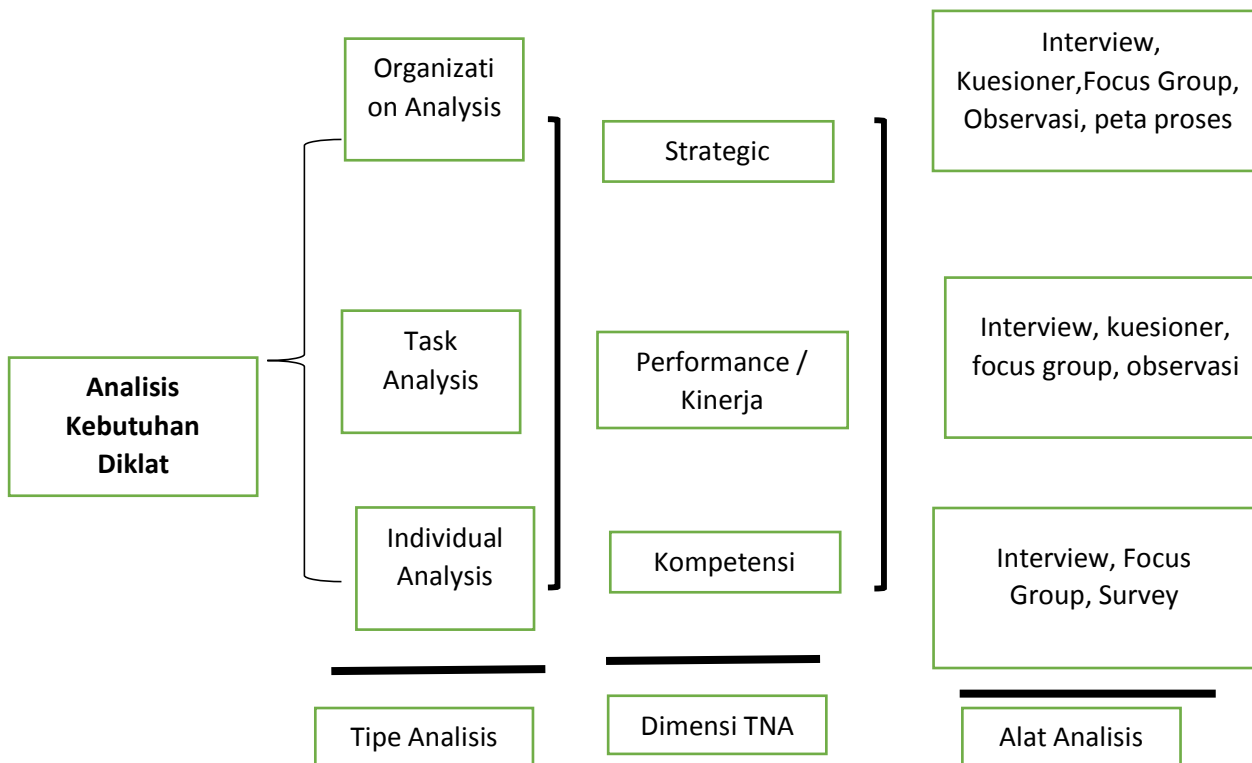 Organizati
on Analysis
Strategic
Interview,
Kuesioner,Focus Group,
Observasi, peta proses
Analisis
Kebutuhan
Diklat
Task
Analysis
Performance /
Kinerja
Interview, kuesioner,
focus group, observasi
Individual
Analysis
Kompetensi
Interview, Focus
Group, Survey
Tipe Analisis
Dimensi TNA
Alat Analisis